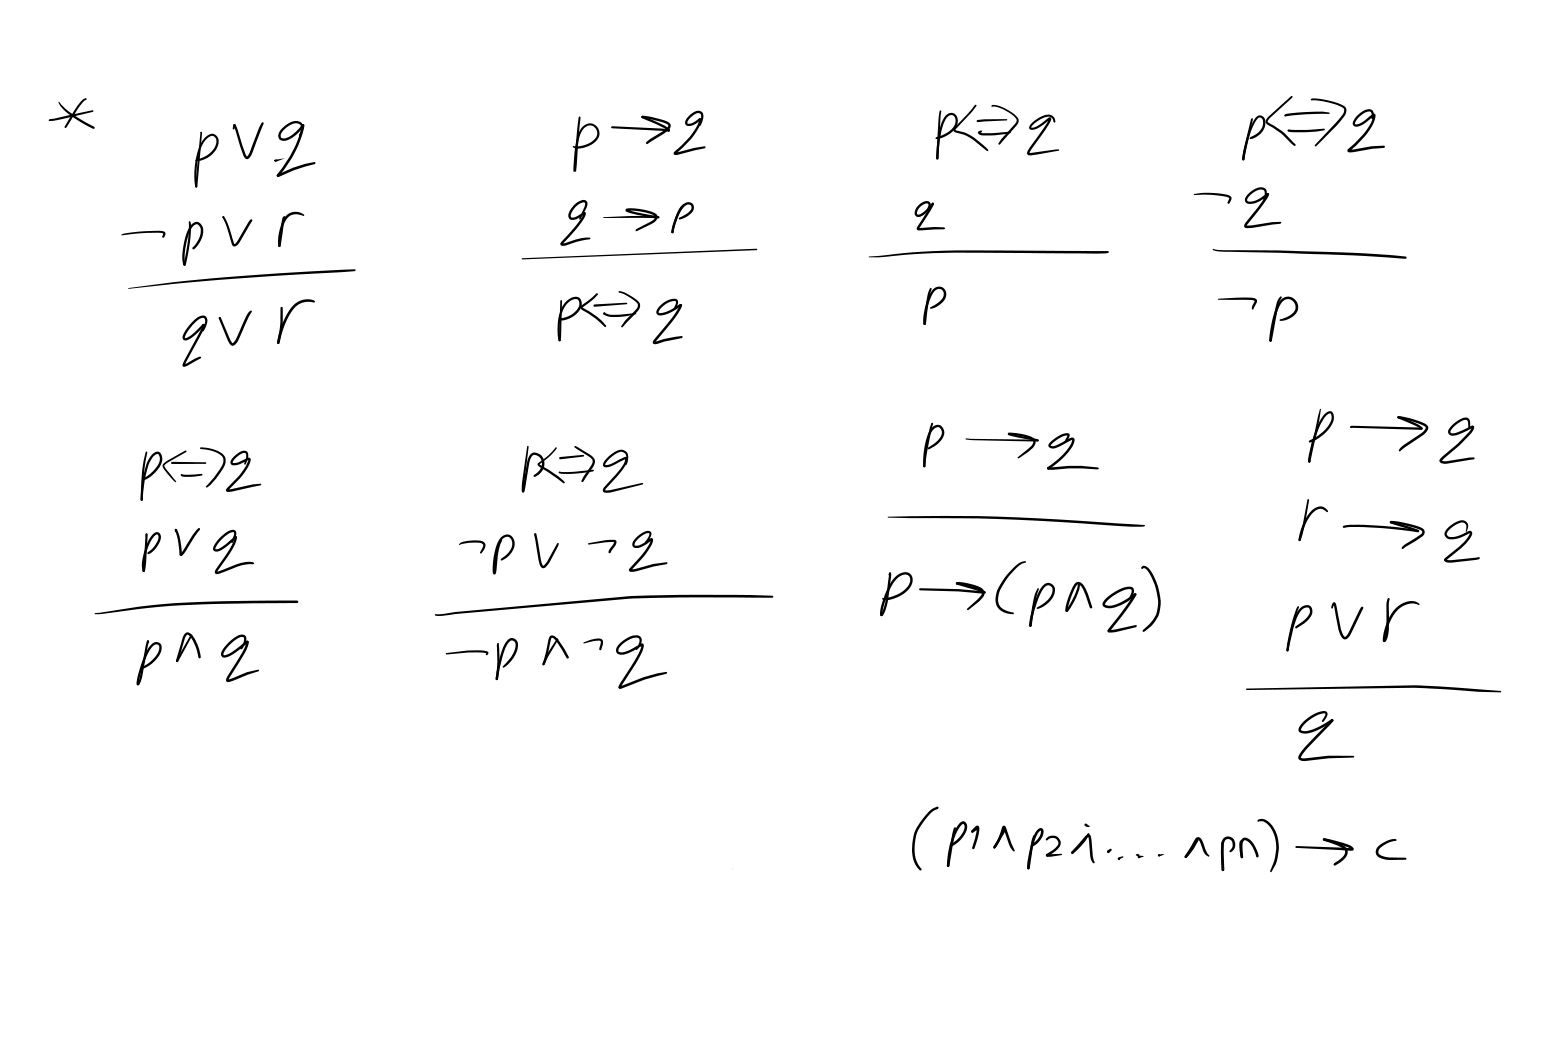 *
p ∨ q
¬p ∨ r
q ∨ r
p → q
q → p
p ⇔ q
p ⇔ q
q
p
p ⇔ q
¬q
¬p
p ⇔ q
p ∨ q
p ∧ q
p ⇔ q
¬p ∨ ¬q
¬p ∧ ¬q
p → q
p → (p ∧ q)
p → q
r → q
p ∨ r
q
(p1 ∧ p2 ∧ .... ∧ pn) → c